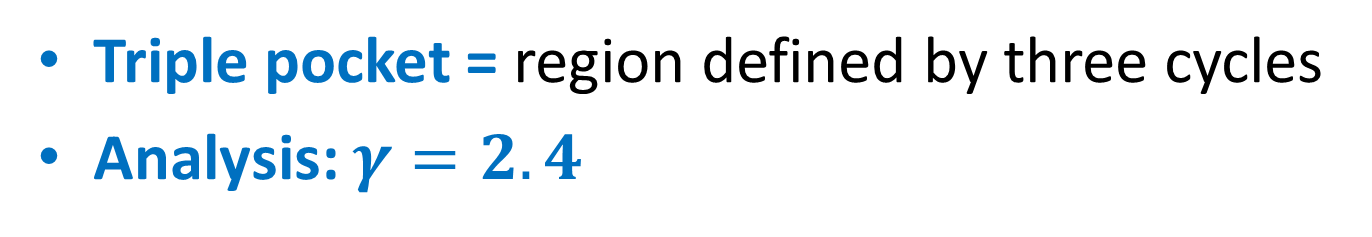 • Triple pocket = region defined by three cycles
• Analysis: γ = 2.4